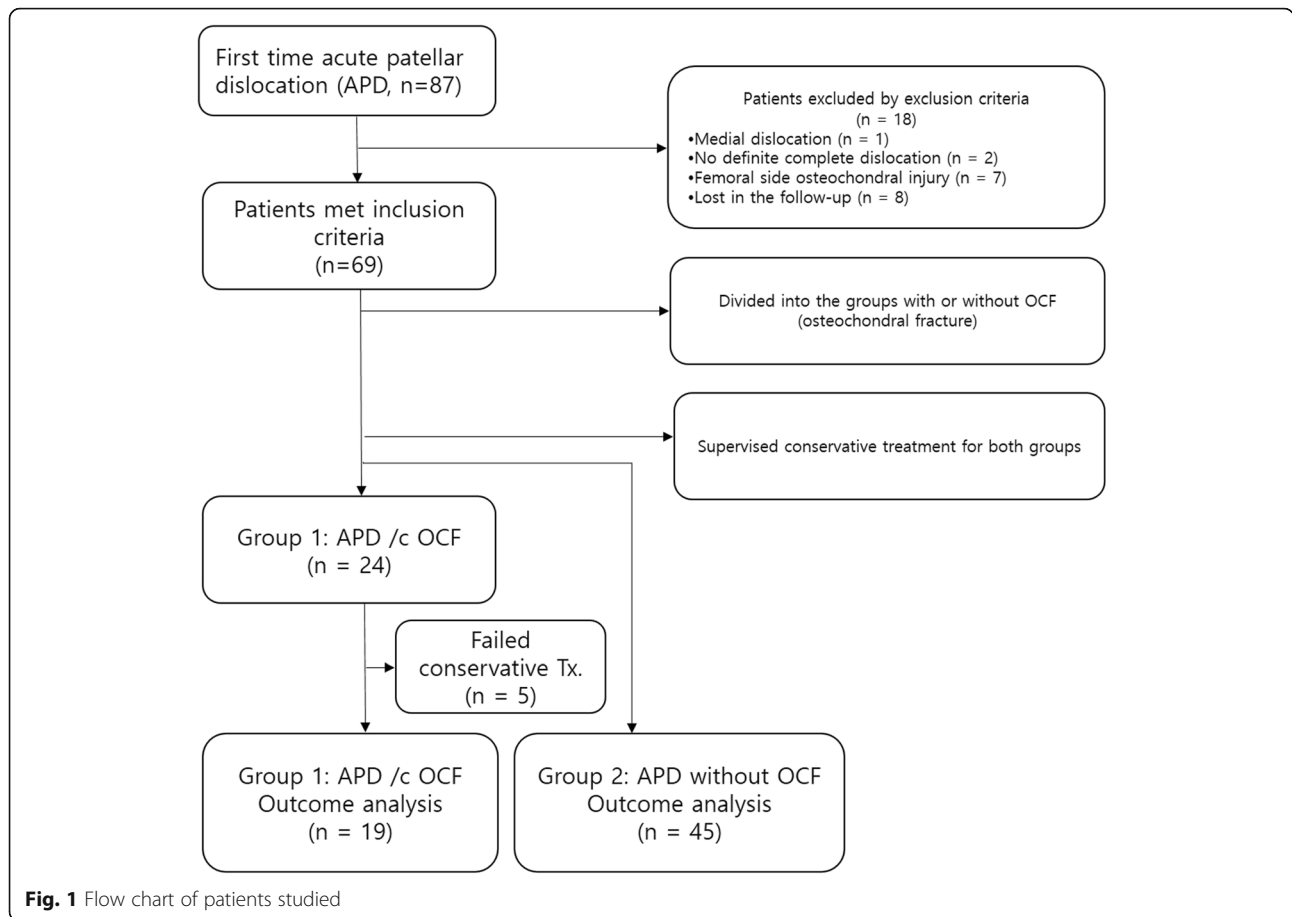 First time acute patellar
dislocation (APD, n=87)
Patients excluded by exclusion criteria
(n = 18)
•Medial dislocation (n = 1)
•No definite complete dislocation (n = 2)
•Femoral side osteochondral injury (n = 7)
•Lost in the follow-up (n = 8)
Patients met inclusion
criteria
(n=69)
Divided into the groups with or without OCF
(osteochondral fracture)
Supervised conservative treatment for both groups
Group 1: APD /c OCF
(n = 24)
Failed
conservative Tx.
(n = 5)
Group 1: APD /c OCF
Outcome analysis
(n = 19)
Group 2: APD without OCF
Outcome analysis
(n = 45)
Fig. 1 Flow chart of patients studied